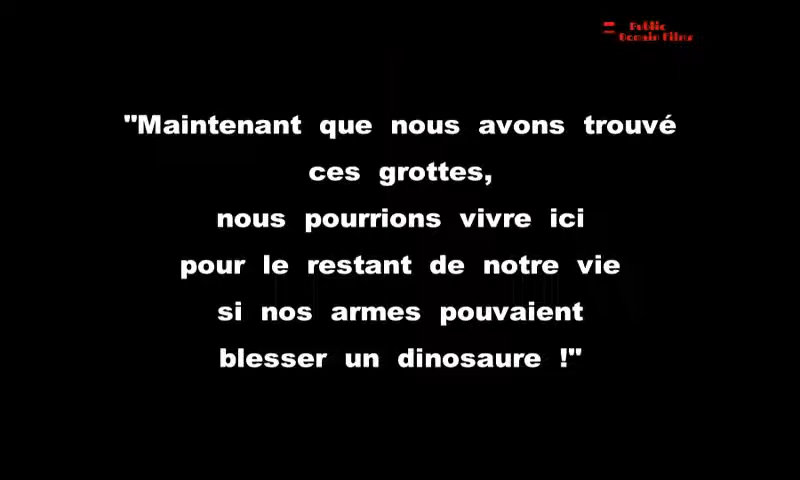 Public
Domain Films
"Maintenant que nous avons trouvé
ces grottes,
nous pourrions vivre ici
pour le restant de notre vie
si nos armes pouvaient
blesser un dinosaure !"